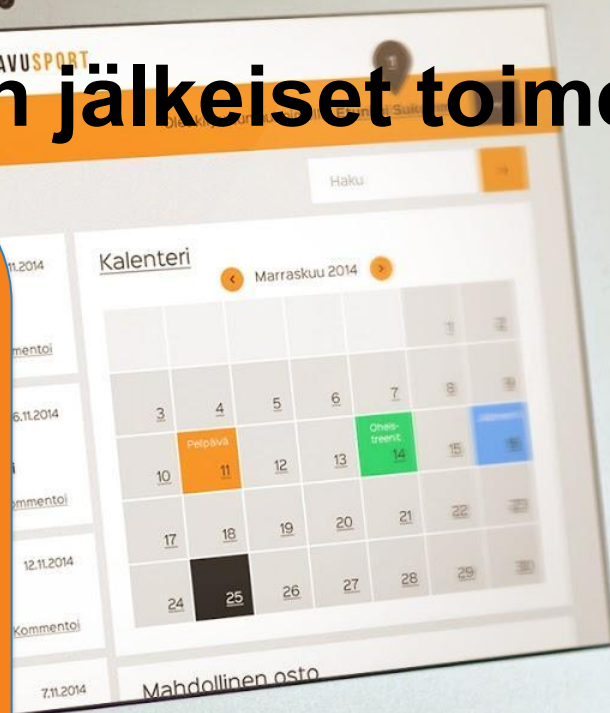 AVUSPORT
n jälkeiset toime
Haku
11.2014
mentoi
6.11.2014
ommentoi
12.11.2014
Kommentoi
7.11.2014
Kalenteri
< Marraskuu 2014 >
1 2
3 4 5 6 7 8 9
Pelipäivä
Oheis-
treenit
10 11 12 13 14 15 16
17 18 19 20 21 22 23
24 25 26 27 28 29 30
Mahdollinen osto